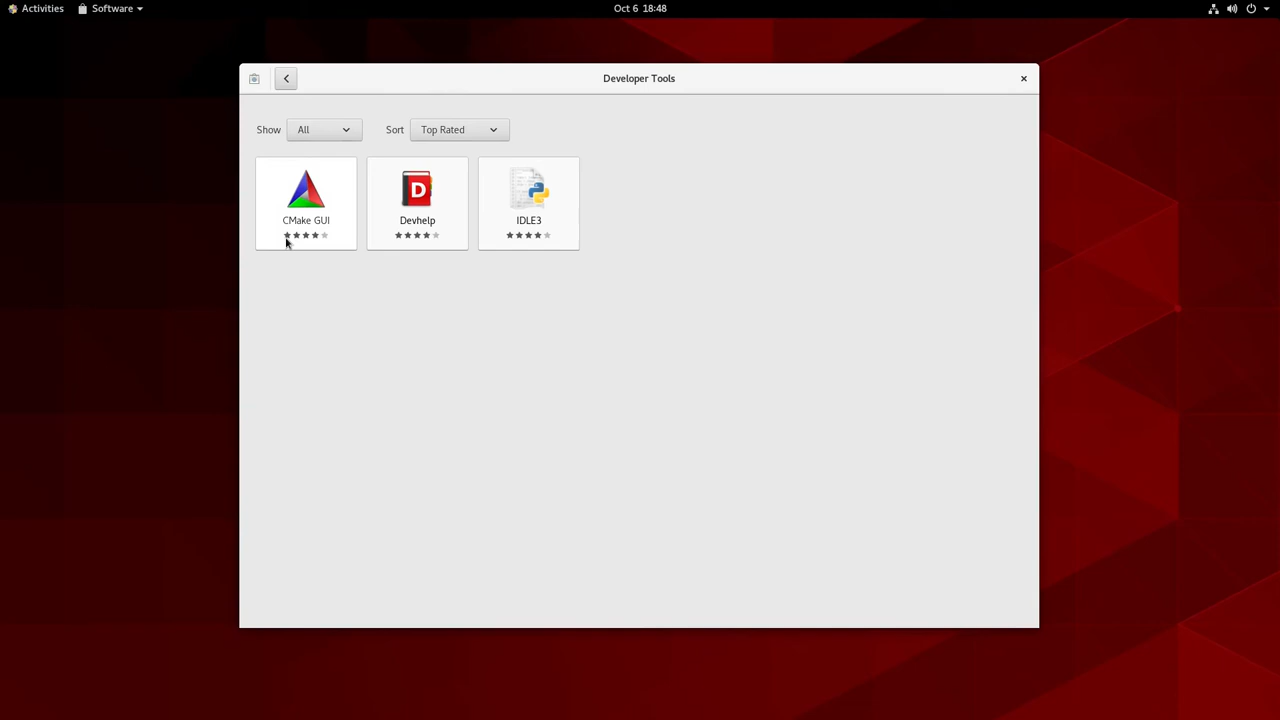 Activities
Software
Oct 6 18:48
Developer Tools
Show
All
Sort
Top Rated
D
CMake GUI
Devhelp
IDLE3